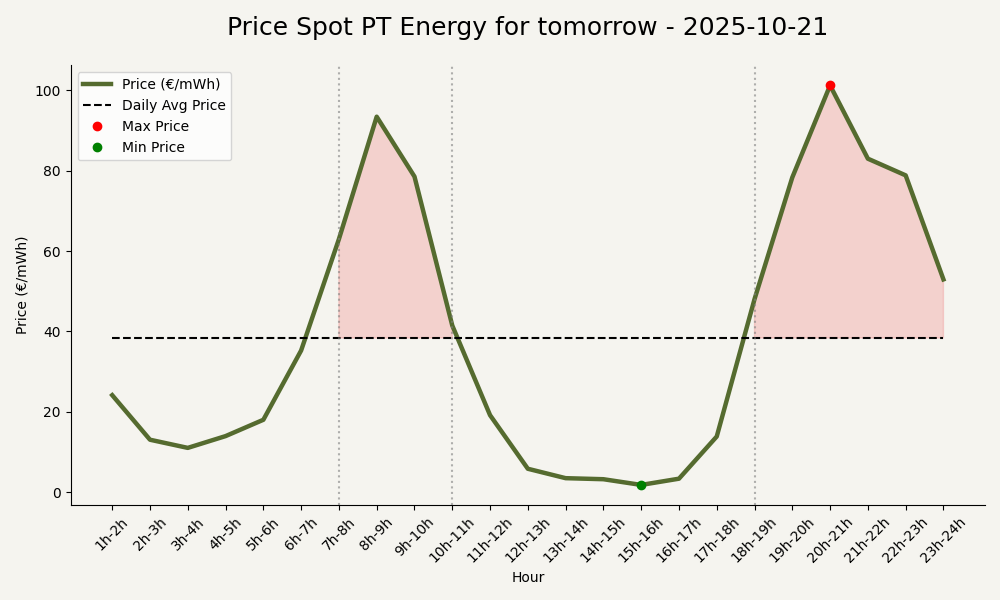 Price Spot PT Energy for tomorrow - 2025-10-21
Price (€/mWh)
Daily Avg Price
Max Price
Min Price
Price (€/mWh)
100
80
60
40
20
0
1h-2h
2h-3h
3h-4h
4h-5h
5h-6h
6h-7h
7h-8h
8h-9h
9h-10h
10h-11h
11h-12h
12h-13h
13h-14h
14h-15h
15h-16h
16h-17h
17h-18h
18h-19h
19h-20h
20h-21h
21h-22h
22h-23h
23h-24h
Hour